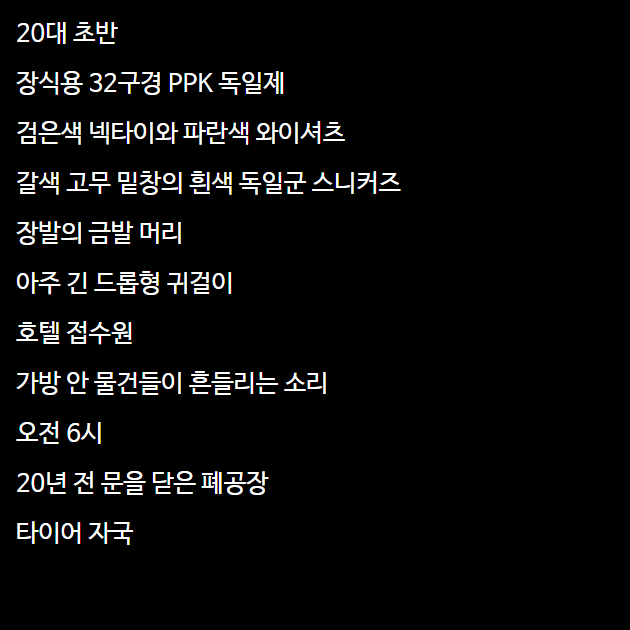 20대 초반
장식용 32구경 PPK 독일제
검은색 넥타이와 파란색 와이셔츠
갈색 고무 밑창의 흰색 독일군 스니커즈
장발의 금발 머리
아주 긴 드롭형 귀걸이
호텔 접수원
가방 안 물건들이 흔들리는 소리
오전 6시
20년 전 문을 닫은 폐공장
타이어 자국